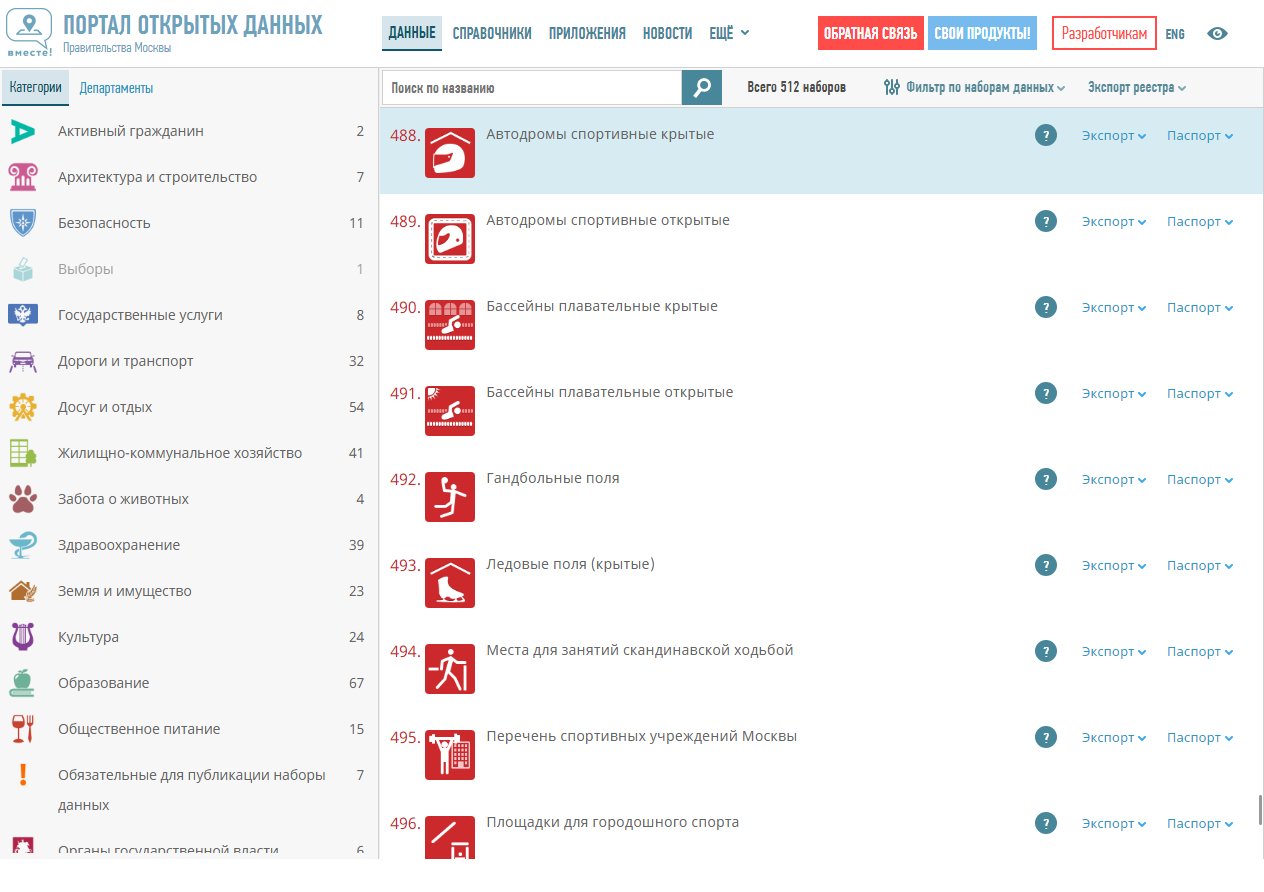 вместе!
ПОРТАЛ ОТКРЫТЫХ ДАННЫХ
Правительства Москвы
ДАННЫЕ СПРАВОЧНИКИ ПРИЛОЖЕНИЯ НОВОСТИ ЕЩЁ
ОБРАТНАЯ СВЯЗЬ СВОИ ПРОДУКТЫ! Разработчикам ENG
Категории Департаменты
Активный гражданин 2
Архитектура и строительство 7
Безопасность 11
Выборы 1
Государственные услуги 8
Дороги и транспорт 32
Досуг и отдых 54
Жилищно-коммунальное хозяйство 41
Забота о животных 4
Здравоохранение 39
Земля и имущество 23
Культура 24
Образование 67
Общественное питание 15
Обязательные для публикации наборы 7
данных
Органы государственной власти 6
Поиск по названию Всего 512 наборов Фильтр по наборам данных Экспорт реестра
488. Автодромы спортивные крытые ? Экспорт Паспорт
489. Автодромы спортивные открытые ? Экспорт Паспорт
490. Бассейны плавательные крытые ? Экспорт Паспорт
491. Бассейны плавательные открытые ? Экспорт Паспорт
492. Гандбольные поля ? Экспорт Паспорт
493. Ледовые поля (крытые) ? Экспорт Паспорт
494. Места для занятий скандинавской ходьбой ? Экспорт Паспорт
495. Перечень спортивных учреждений Москвы ? Экспорт Паспорт
496. Площадки для городошного спорта ? Экспорт Паспорт